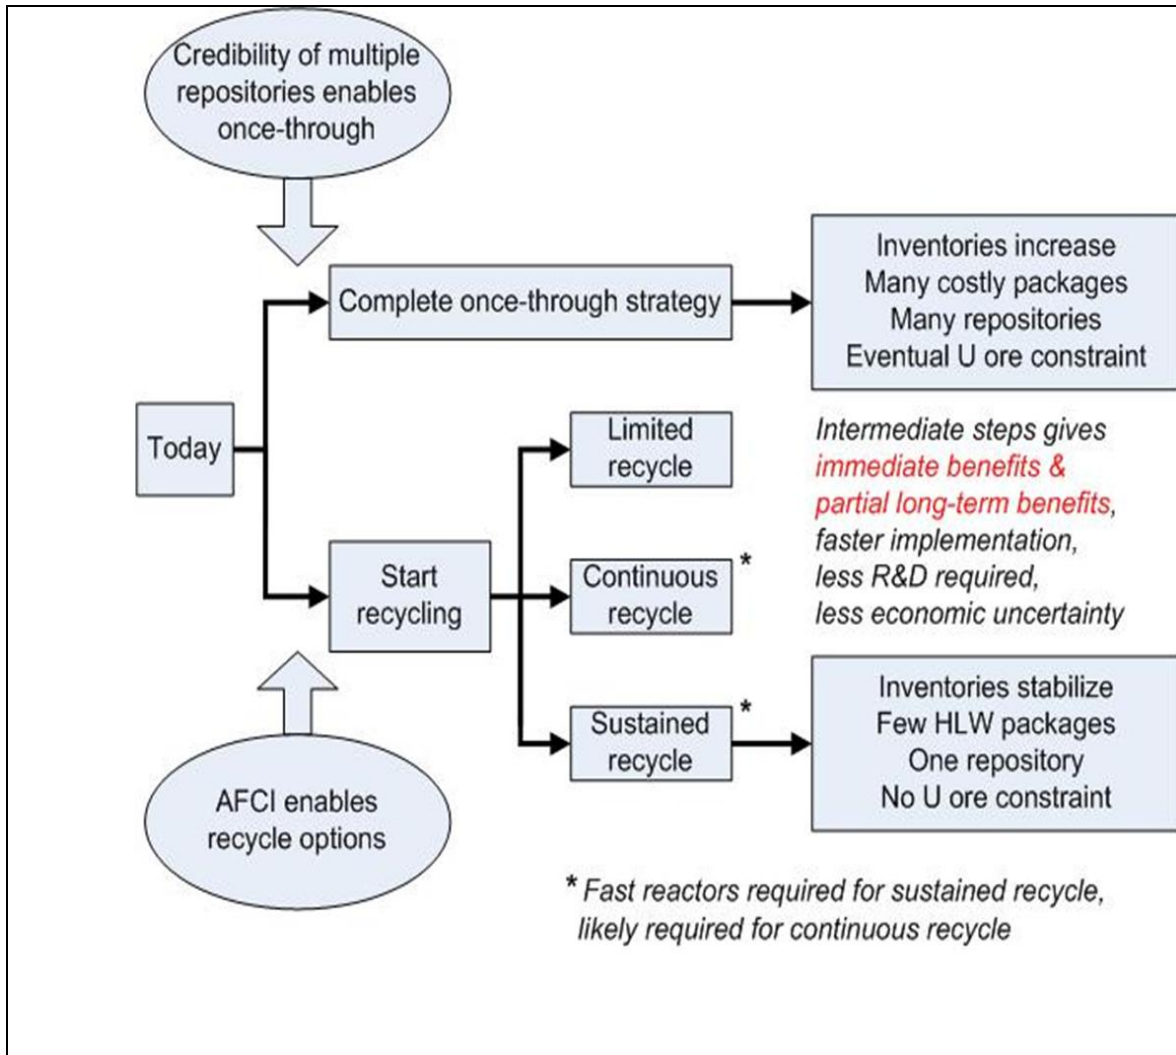 Credibility of multiple
repositories enables
once-through
Complete once-through strategy
Inventories increase
Many costly packages
Many repositories
Eventual U ore constraint
Today
Limited
recycle
Intermediate steps gives
immediate benefits &
partial long-term benefits,
faster implementation,
less R&D required,
less economic uncertainty
Start
recycling
Continuous
recycle
*
Sustained
recycle
*
Inventories stabilize
Few HLW packages
One repository
No U ore constraint
AFCI enables
recycle options
* Fast reactors required for sustained recycle,
likely required for continuous recycle